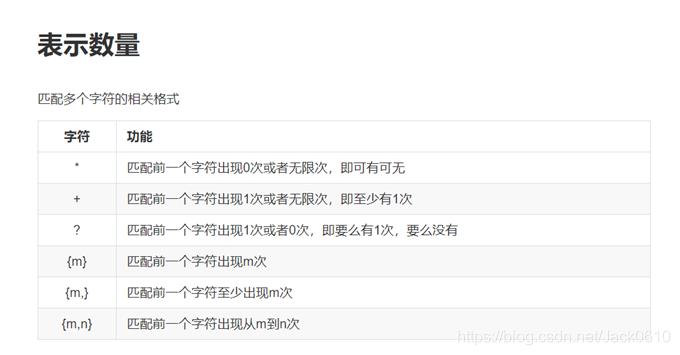 表示数量
匹配多个字符的相关格式
字符 功能
* 匹配前一个字符出现0次或者无限次，即可有可无
+ 匹配前一个字符出现1次或者无限次，即至少有1次
? 匹配前一个字符出现1次或者0次，即要么有1次，要么没有
{m} 匹配前一个字符出现m次
{m,} 匹配前一个字符至少出现m次
{m,n} 匹配前一个字符出现从m到n次
https://blog.csdn.net/Jack0610